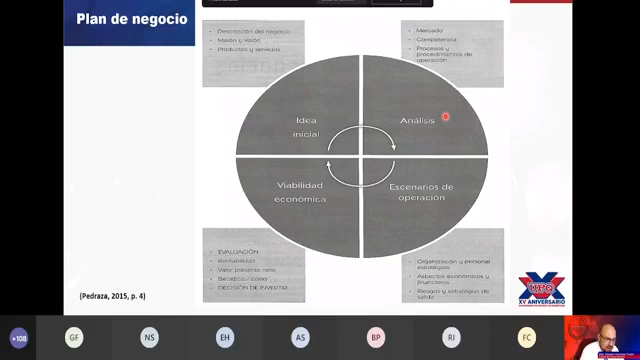 Plan de negocio
• Descripción del negocio
• Misión y visión
• Productos y servicios
• Mercado
• Competencia
• Procesos y
procedimientos de
operación
Idea
inicial
Análisis
Viabilidad
económica
Escenarios de
operación
• EVALUACIÓN
• Rentabilidad
• Valor presente neto
• Beneficio/costo
• DECISIÓN DE INVERTIR
• Organización y personal
estratégico
• Aspectos económicos y
financieros
• Riesgos y estrategias de
salida
(Pedraza, 2015, p. 4)
UPQ
XV ANIVERSARIO
+108
GF
NS
EH
AS
BP
RI
FC